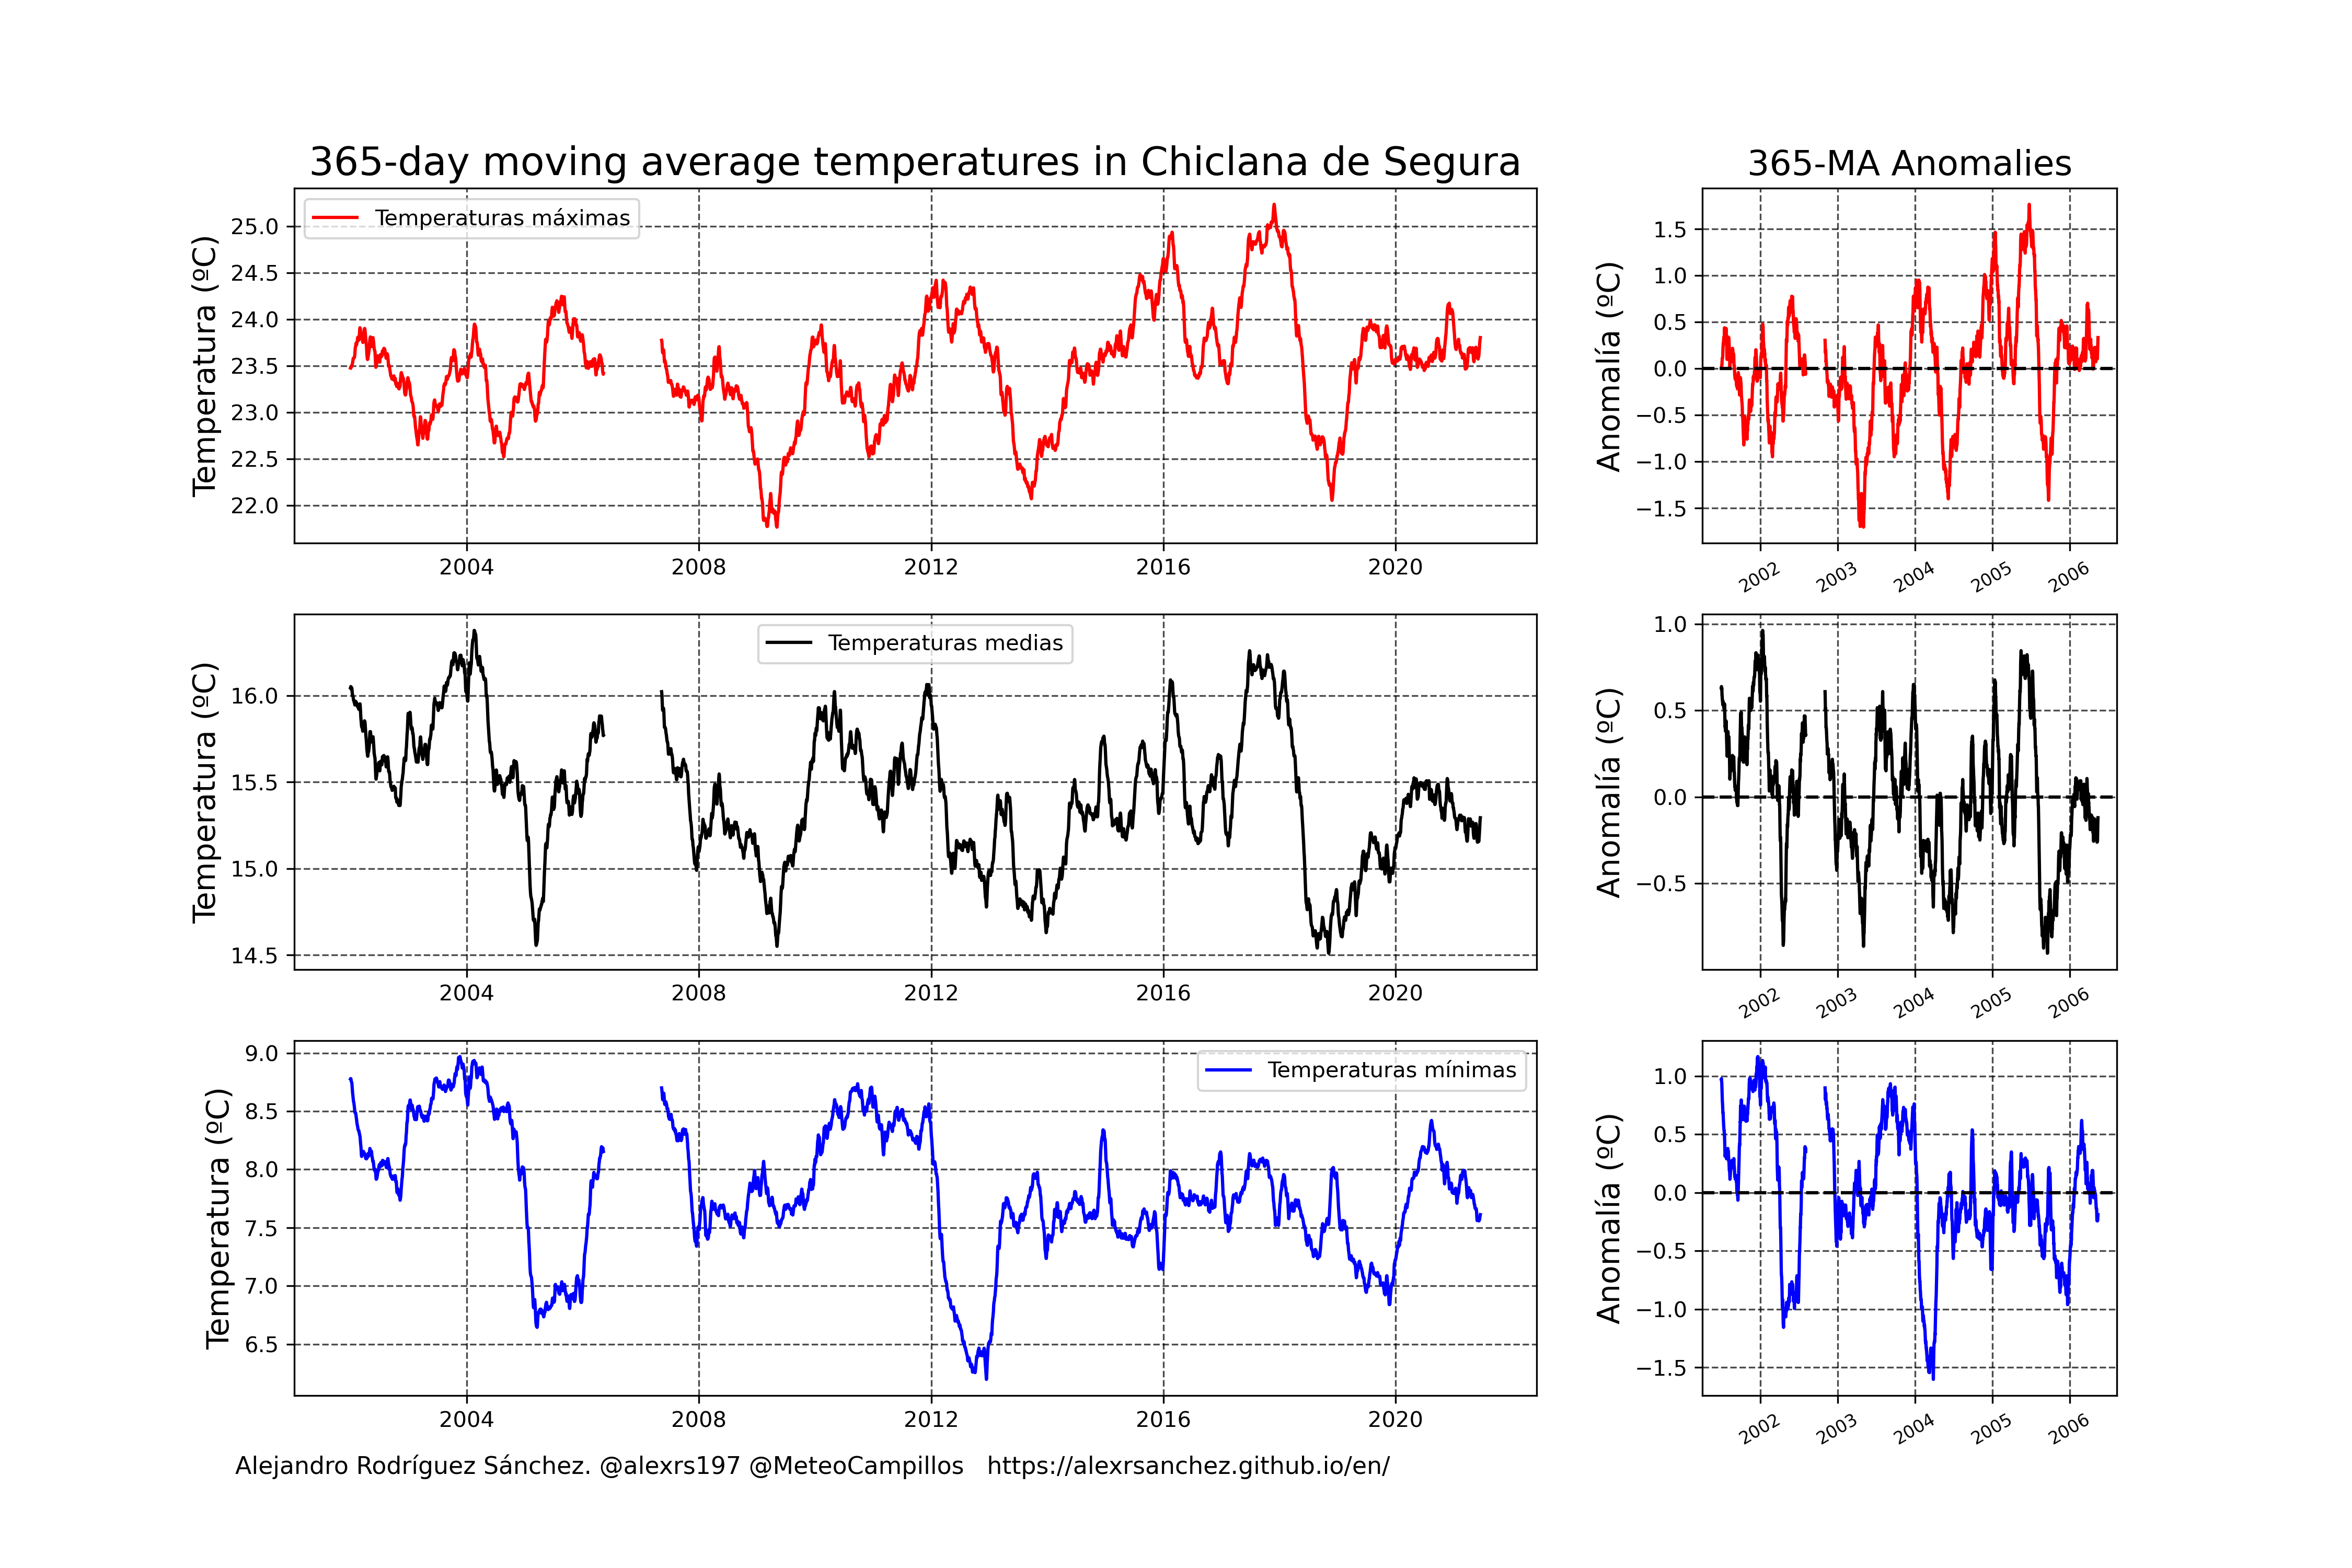 365-day moving average temperatures in Chiclana de Segura
365-MA Anomalies
Temperatura (ºC)
25.0
24.5
24.0
23.5
23.0
22.5
22.0
Temperaturas máximas
2004 2008 2012 2016 2020
Anomalía (ºC)
1.5
1.0
0.5
0.0
−0.5
−1.0
−1.5
2002 2003 2004 2005 2006
Temperatura (ºC)
16.0
15.5
15.0
14.5
Temperaturas medias
2004 2008 2012 2016 2020
Anomalía (ºC)
1.0
0.5
0.0
−0.5
2002 2003 2004 2005 2006
Temperatura (ºC)
9.0
8.5
8.0
7.5
7.0
6.5
Temperaturas mínimas
2004 2008 2012 2016 2020
Anomalía (ºC)
1.0
0.5
0.0
−0.5
−1.0
−1.5
2002 2003 2004 2005 2006
Alejandro Rodríguez Sánchez. @alexrs197 @MeteoCampillos https://alexrsanchez.github.io/en/